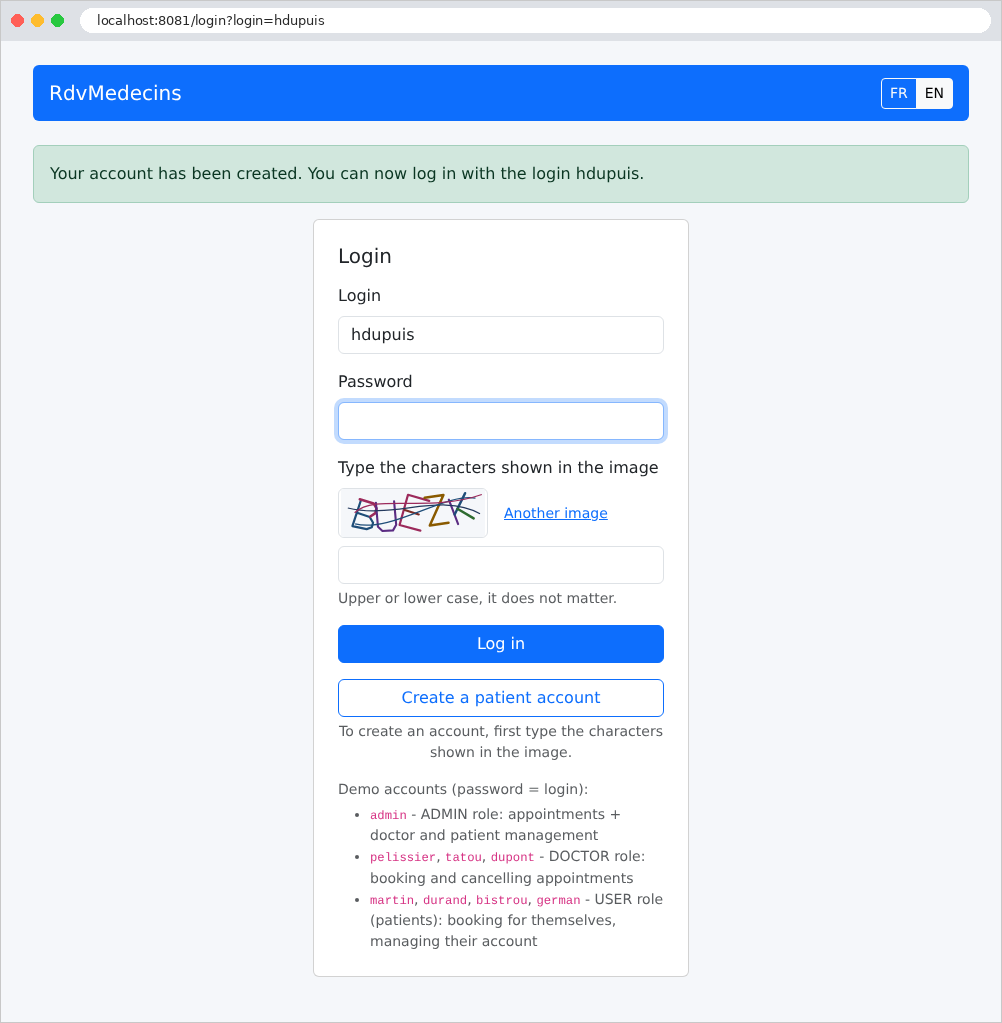 localhost:8081/login?login=hdupuis
RdvMedecins
FR EN
Your account has been created. You can now log in with the login hdupuis.
Login
Login
hdupuis
Password
Type the characters shown in the image
Another image
Upper or lower case, it does not matter.
Log in
Create a patient account
To create an account, first type the characters
shown in the image.
Demo accounts (password = login):
• admin - ADMIN role: appointments +
doctor and patient management
• pelissier, tatou, dupont - DOCTOR role:
booking and cancelling appointments
• martin, durand, bistrou, german - USER role
(patients): booking for themselves,
managing their account